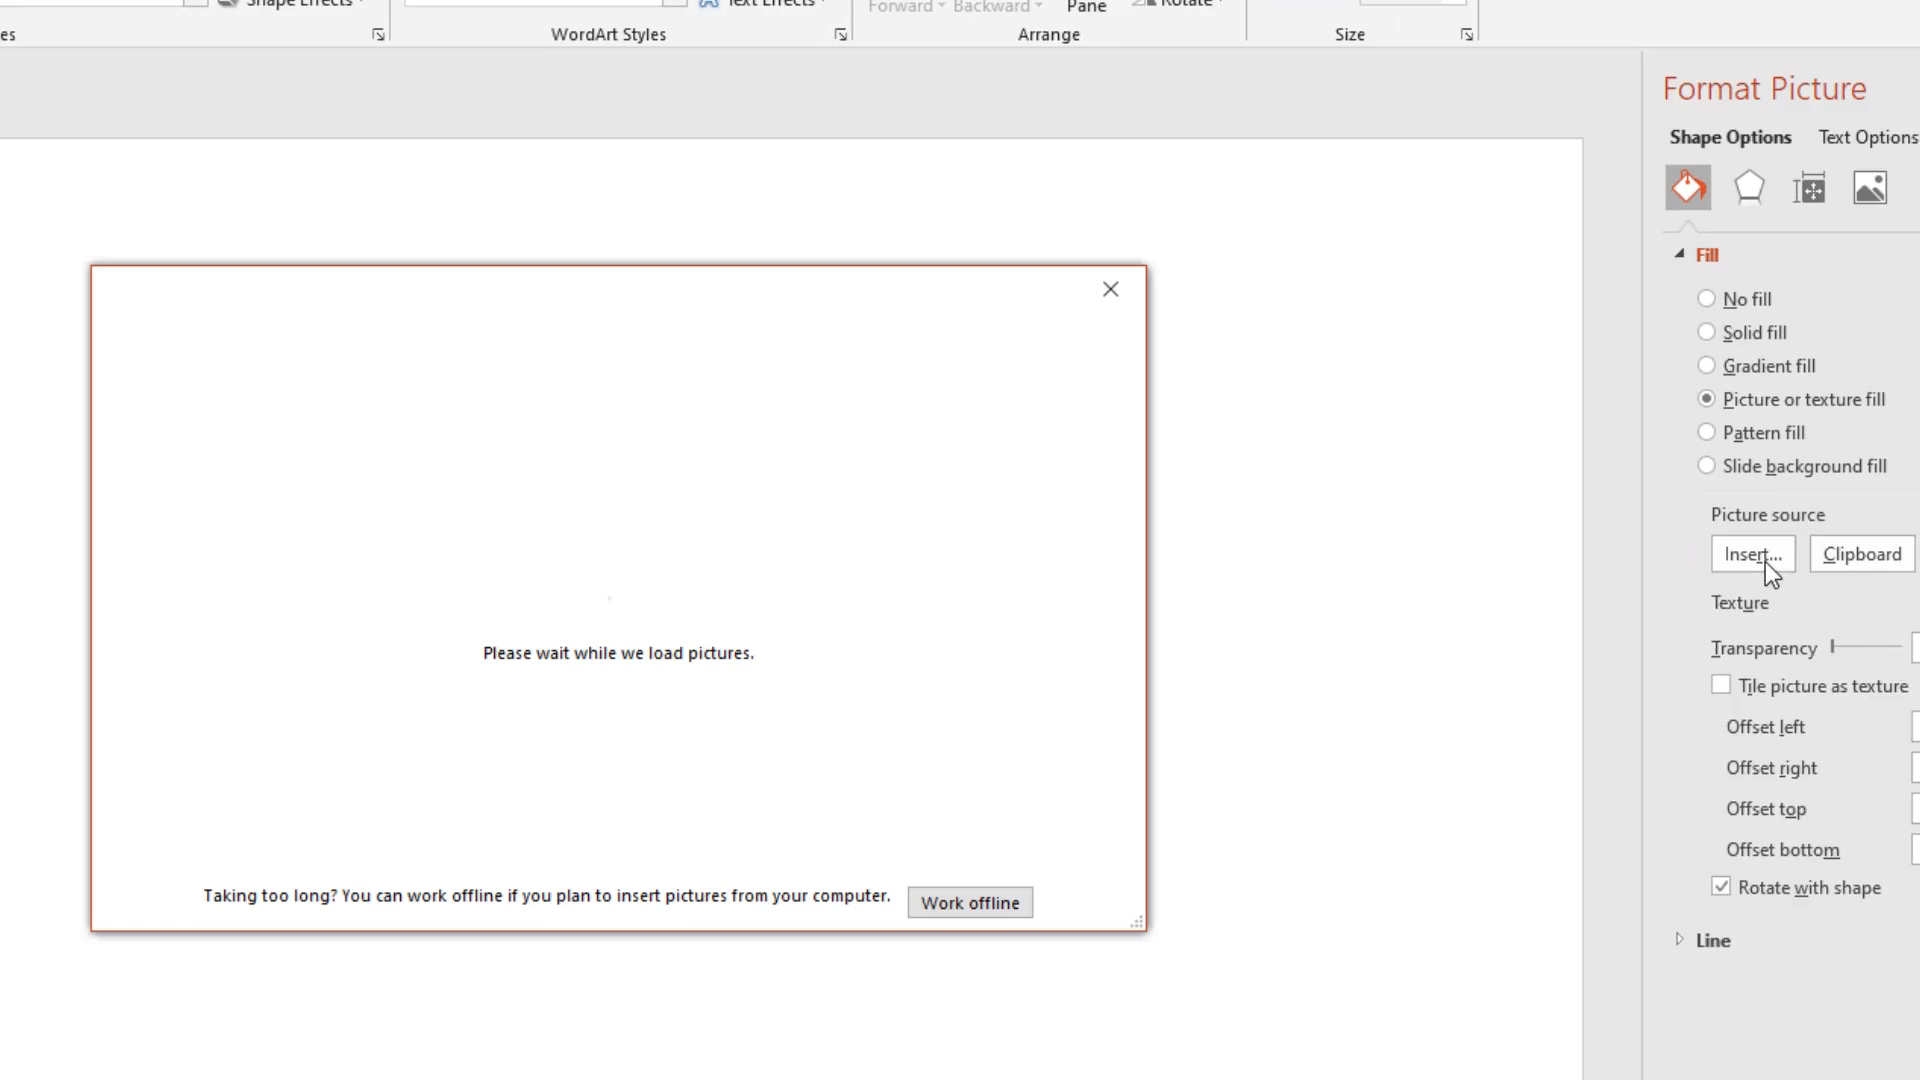 Shape Effects
Text Effects
Forward Backward Pane Rotate
es WordArt Styles Arrange Size
Format Picture
Shape Options Text Options
Fill
No fill
Solid fill
Gradient fill
Picture or texture fill
Pattern fill
Slide background fill
Picture source
Insert... Clipboard
Texture
Transparency
Tile picture as texture
Offset left
Offset right
Offset top
Offset bottom
Rotate with shape
Line
Please wait while we load pictures.
Taking too long? You can work offline if you plan to insert pictures from your computer. Work offline